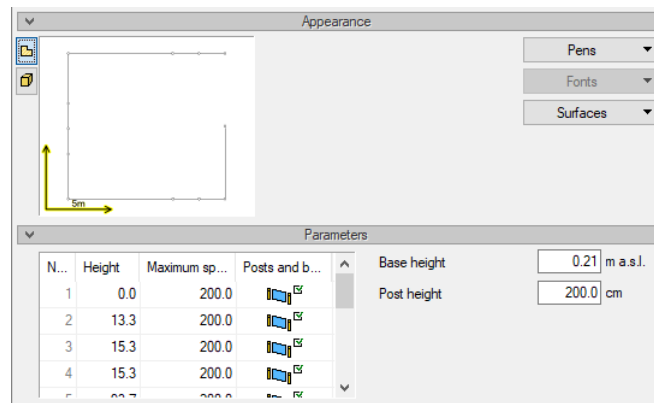 Appearance
Pens
Fonts
Surfaces
5m
Parameters
N... Height Maximum sp... Posts and b...
1 0.0 200.0
2 13.3 200.0
3 15.3 200.0
4 15.3 200.0
Base height 0.21 m a.s.l.
Post height 200.0 cm